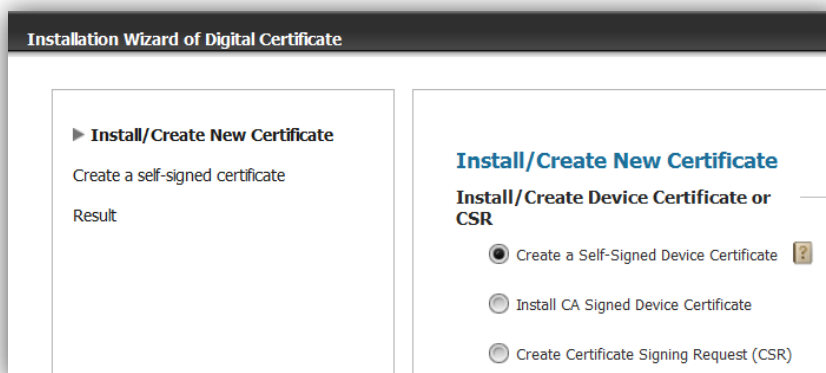 Installation Wizard of Digital Certificate
Install/Create New Certificate
Create a self-signed certificate
Result
Install/Create New Certificate
Install/Create Device Certificate or
CSR
Create a Self-Signed Device Certificate ?
Install CA Signed Device Certificate
Create Certificate Signing Request (CSR)